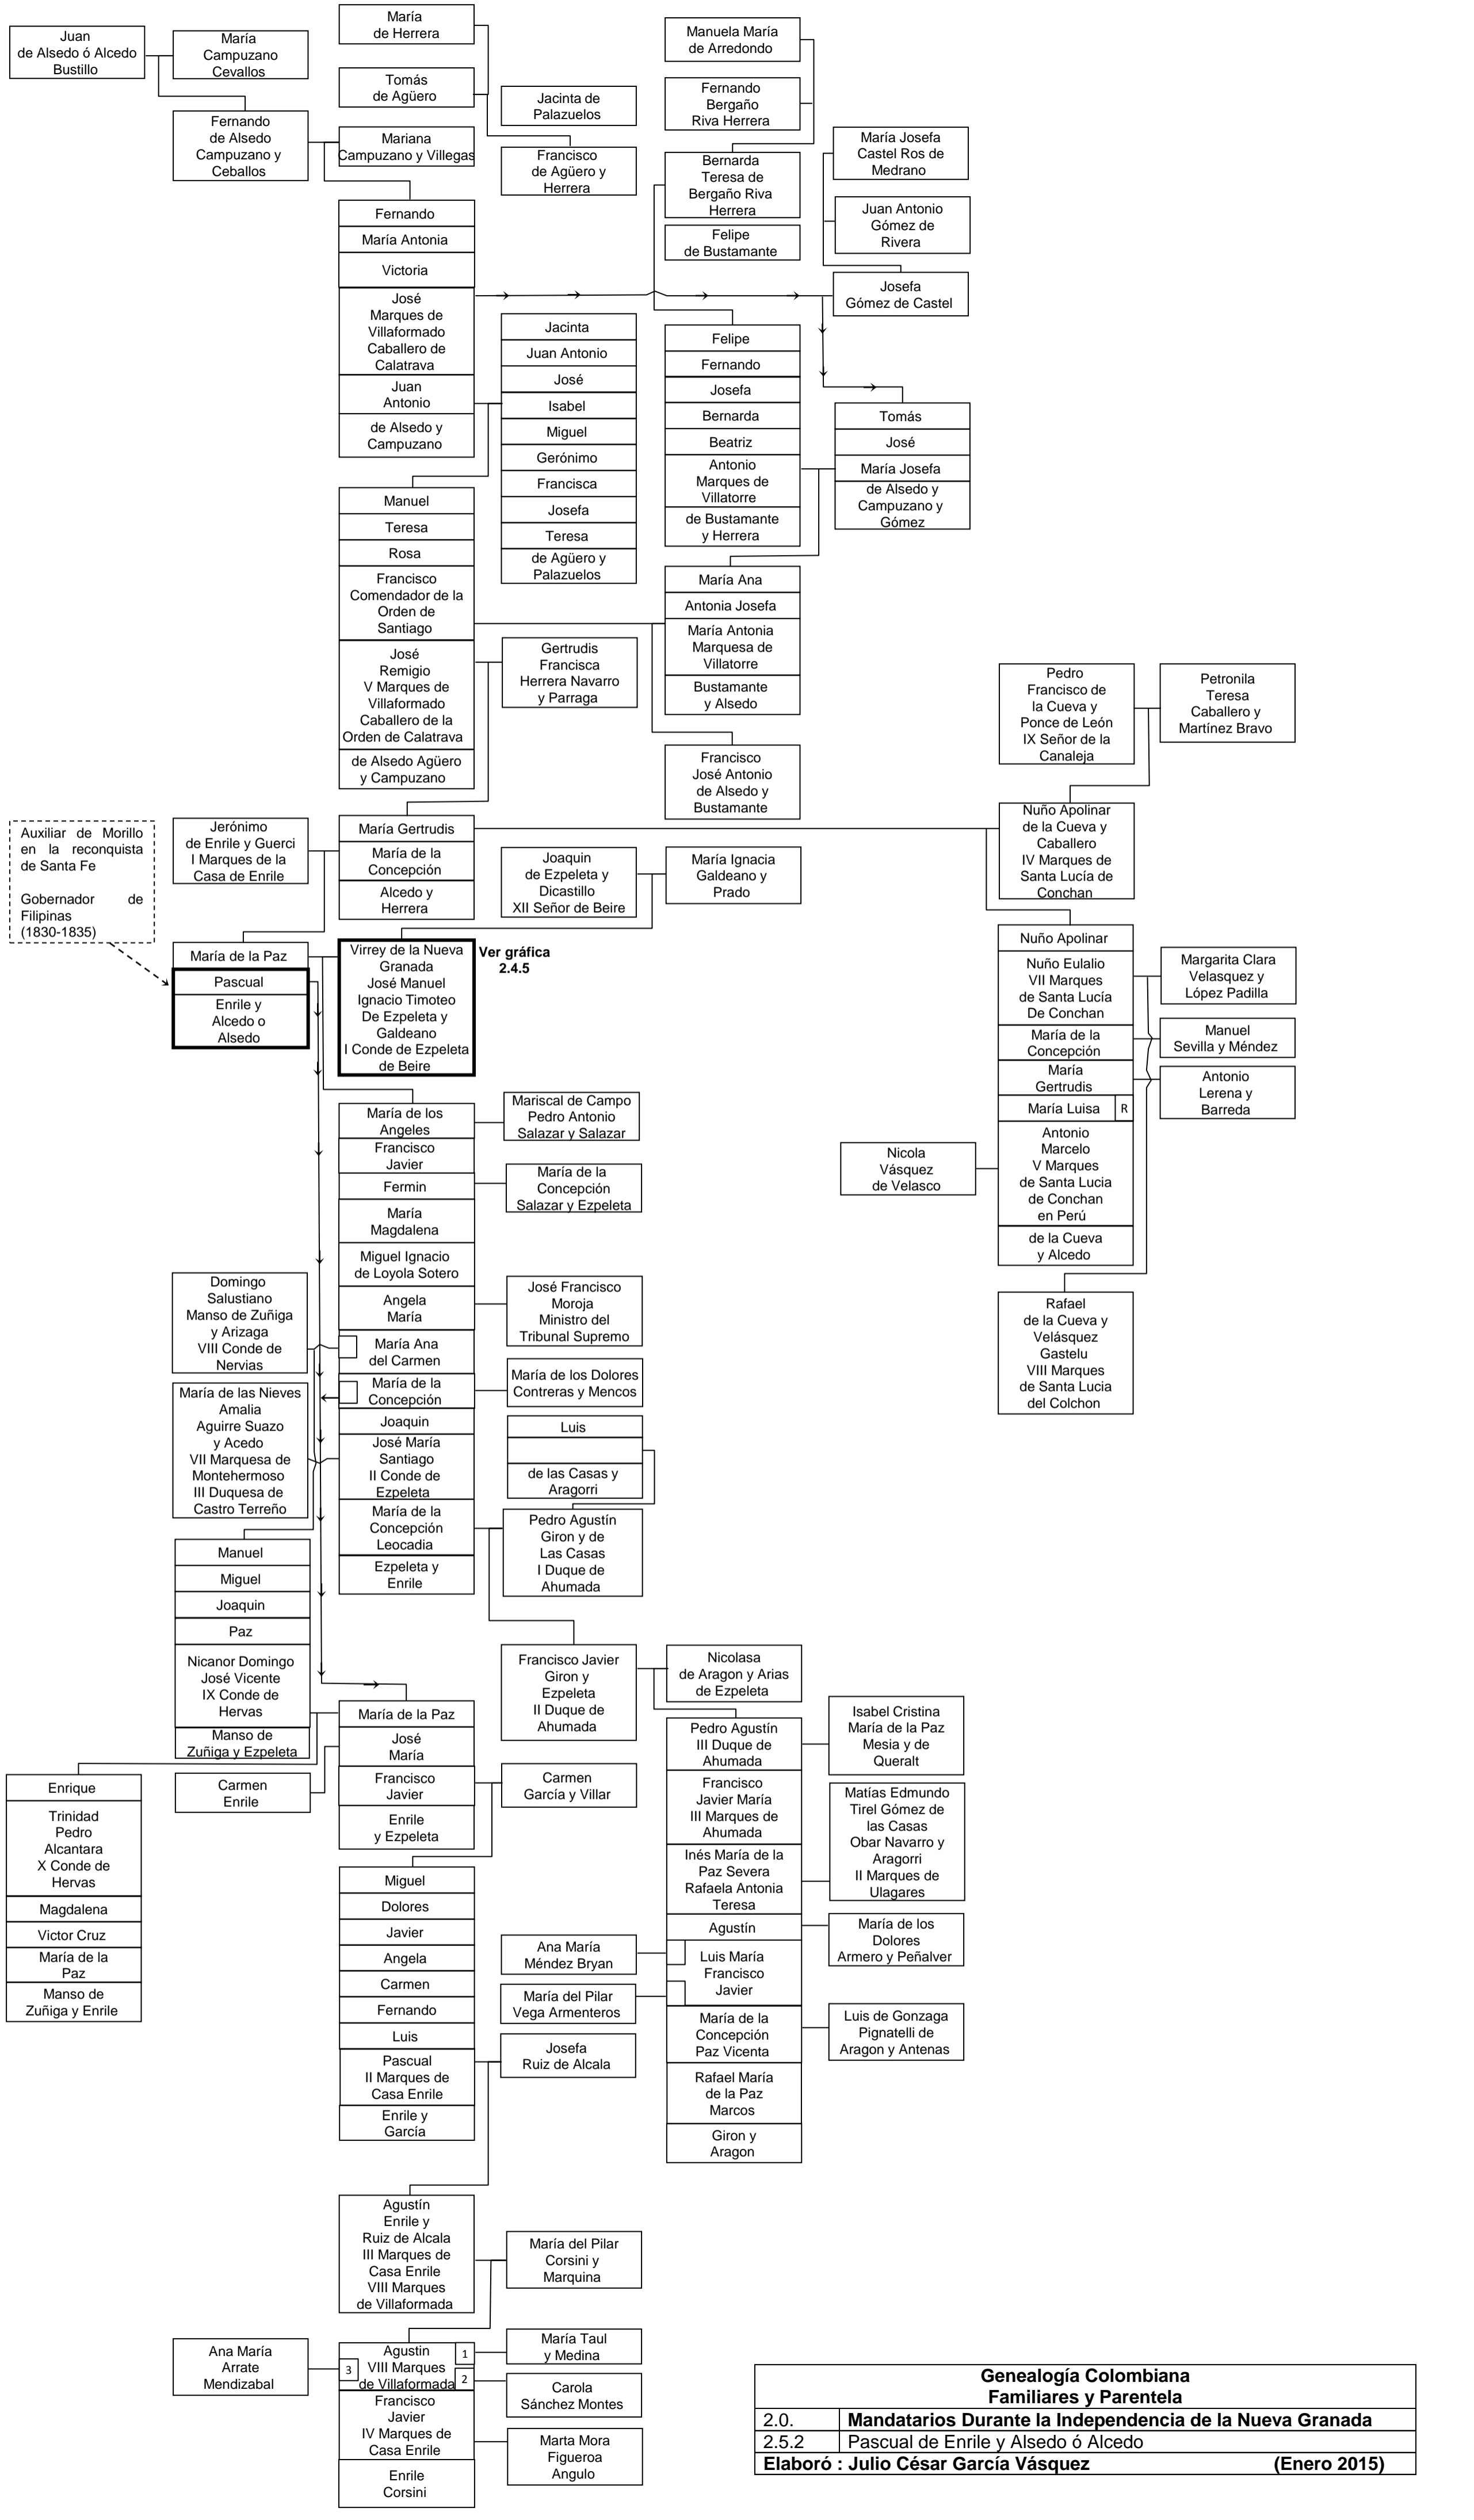 Juan
de Alsedo ó Alcedo
Bustillo
María
Campuzano
Cevallos
María
de Herrera
Tomás
de Agüero
Jacinta de
Palazuelos
Manuela María
de Arredondo
Fernando
Bergaño
Riva Herrera
Fernando
de Alsedo
Campuzano y
Ceballos
Mariana
Campuzano y Villegas
Francisco
de Agüero y
Herrera
Bernarda
Teresa de
Bergaño Riva
Herrera
Felipe
de Bustamante
María Josefa
Castel Ros de
Medrano
Juan Antonio
Gómez de
Rivera
Josefa
Gómez de Castel
Fernando
María Antonia
Victoria
José
Marques de
Villaformado
Caballero de
Calatrava
Juan
Antonio
de Alsedo y
Campuzano
Jacinta
Juan Antonio
José
Isabel
Miguel
Gerónimo
Francisca
Josefa
Teresa
de Agüero y
Palazuelos
Felipe
Fernando
Josefa
Bernarda
Beatriz
Antonio
Marques de
Villatorre
de Bustamante
y Herrera
Tomás
José
María Josefa
de Alsedo y
Campuzano y
Gómez
Manuel
Teresa
Rosa
Francisco
Comendador de la
Orden de
Santiago
José
Remigio
V Marques de
Villaformado
Caballero de la
Orden de Calatrava
de Alsedo Agüero
y Campuzano
Gertrudis
Francisca
Herrera Navarro
y Parraga
María Ana
Antonia Josefa
María Antonia
Marquesa de
Villatorre
Bustamante
y Alsedo
Francisco
José Antonio
de Alsedo y
Bustamante
Pedro
Francisco de
la Cueva y
Ponce de León
IX Señor de la
Canaleja
Petronila
Teresa
Caballero y
Martínez Bravo
Auxiliar de Morillo
en la reconquista
de Santa Fe
Gobernador de
Filipinas
(1830-1835)
Jerónimo
de Enrile y Guerci
I Marques de la
Casa de Enrile
María Gertrudis
María de la
Concepción
Alcedo y
Herrera
Joaquin
de Ezpeleta y
Dicastillo
XII Señor de Beire
María Ignacia
Galdeano y
Prado
Nuño Apolinar
de la Cueva y
Caballero
IV Marques de
Santa Lucía de
Conchan
María de la Paz
Pascual
Enrile y
Alcedo o
Alsedo
Virrey de la Nueva
Granada
José Manuel
Ignacio Timoteo
De Ezpeleta y
Galdeano
I Conde de Ezpeleta
de Beire
Ver gráfica
2.4.5
Nuño Apolinar
Nuño Eulalio
VII Marques
de Santa Lucía
De Conchan
María de la
Concepción
María
Gertrudis
María Luisa
R
Antonio
Marcelo
V Marques
de Santa Lucia
de Conchan
en Perú
de la Cueva
y Alcedo
Margarita Clara
Velasquez y
López Padilla
Manuel
Sevilla y Méndez
Antonio
Lerena y
Barreda
Nicola
Vásquez
de Velasco
Rafael
de la Cueva y
Velásquez
Gastelu
VIII Marques
de Santa Lucia
del Colchon
María de los
Angeles
Francisco
Javier
Fermin
María
Magdalena
Miguel Ignacio
de Loyola Sotero
Angela
María
María Ana
del Carmen
María de la
Concepción
Joaquin
José María
Santiago
II Conde de
Ezpeleta
María de la
Concepción
Leocadia
Ezpeleta y
Enrile
Mariscal de Campo
Pedro Antonio
Salazar y Salazar
María de la
Concepción
Salazar y Ezpeleta
José Francisco
Moroja
Ministro del
Tribunal Supremo
María de los Dolores
Contreras y Mencos
Luis
de las Casas y
Aragorri
Pedro Agustín
Giron y de
Las Casas
I Duque de
Ahumada
Domingo
Salustiano
Manso de Zuñiga
y Arizaga
VIII Conde de
Nervias
María de las Nieves
Amalia
Aguirre Suazo
y Acedo
VII Marquesa de
Montehermoso
III Duquesa de
Castro Terreño
Manuel
Miguel
Joaquin
Paz
Nicanor Domingo
José Vicente
IX Conde de
Hervas
Manso de
Zuñiga y Ezpeleta
Francisco Javier
Giron y
Ezpeleta
II Duque de
Ahumada
Nicolasa
de Aragon y Arias
de Ezpeleta
María de la Paz
José
María
Francisco
Javier
Enrile
y Ezpeleta
Carmen
Enrile
Carmen
García y Villar
Enrique
Trinidad
Pedro
Alcantara
X Conde de
Hervas
Magdalena
Victor Cruz
María de la
Paz
Manso de
Zuñiga y Enrile
Pedro Agustín
III Duque de
Ahumada
Francisco
Javier María
III Marques de
Ahumada
Inés María de la
Paz Severa
Rafaela Antonia
Teresa
Agustín
Luis María
Francisco
Javier
María de la
Concepción
Paz Vicenta
Rafael María
de la Paz
Marcos
Giron y
Aragon
Isabel Cristina
María de la Paz
Mesia y de
Queralt
Matías Edmundo
Tirel Gómez de
las Casas
Obar Navarro y
Aragorri
II Marques de
Ulagares
María de los
Dolores
Armero y Peñalver
Luis de Gonzaga
Pignatelli de
Aragon y Antenas
Ana María
Méndez Bryan
María del Pilar
Vega Armenteros
Miguel
Dolores
Javier
Angela
Carmen
Fernando
Luis
Pascual
II Marques de
Casa Enrile
Enrile y
García
Josefa
Ruiz de Alcala
Agustín
Enrile y
Ruiz de Alcala
III Marques de
Casa Enrile
VIII Marques
de Villaformada
María del Pilar
Corsini y
Marquina
Ana María
Arrate
Mendizabal
3
Agustin
VIII Marques
de Villaformada
1
2
Francisco
Javier
IV Marques de
Casa Enrile
Enrile
Corsini
María Taul
y Medina
Carola
Sánchez Montes
Marta Mora
Figueroa
Angulo
Genealogía Colombiana
Familiares y Parentela
2.0. Mandatarios Durante la Independencia de la Nueva Granada
2.5.2 Pascual de Enrile y Alsedo ó Alcedo
Elaboró : Julio César García Vásquez (Enero 2015)